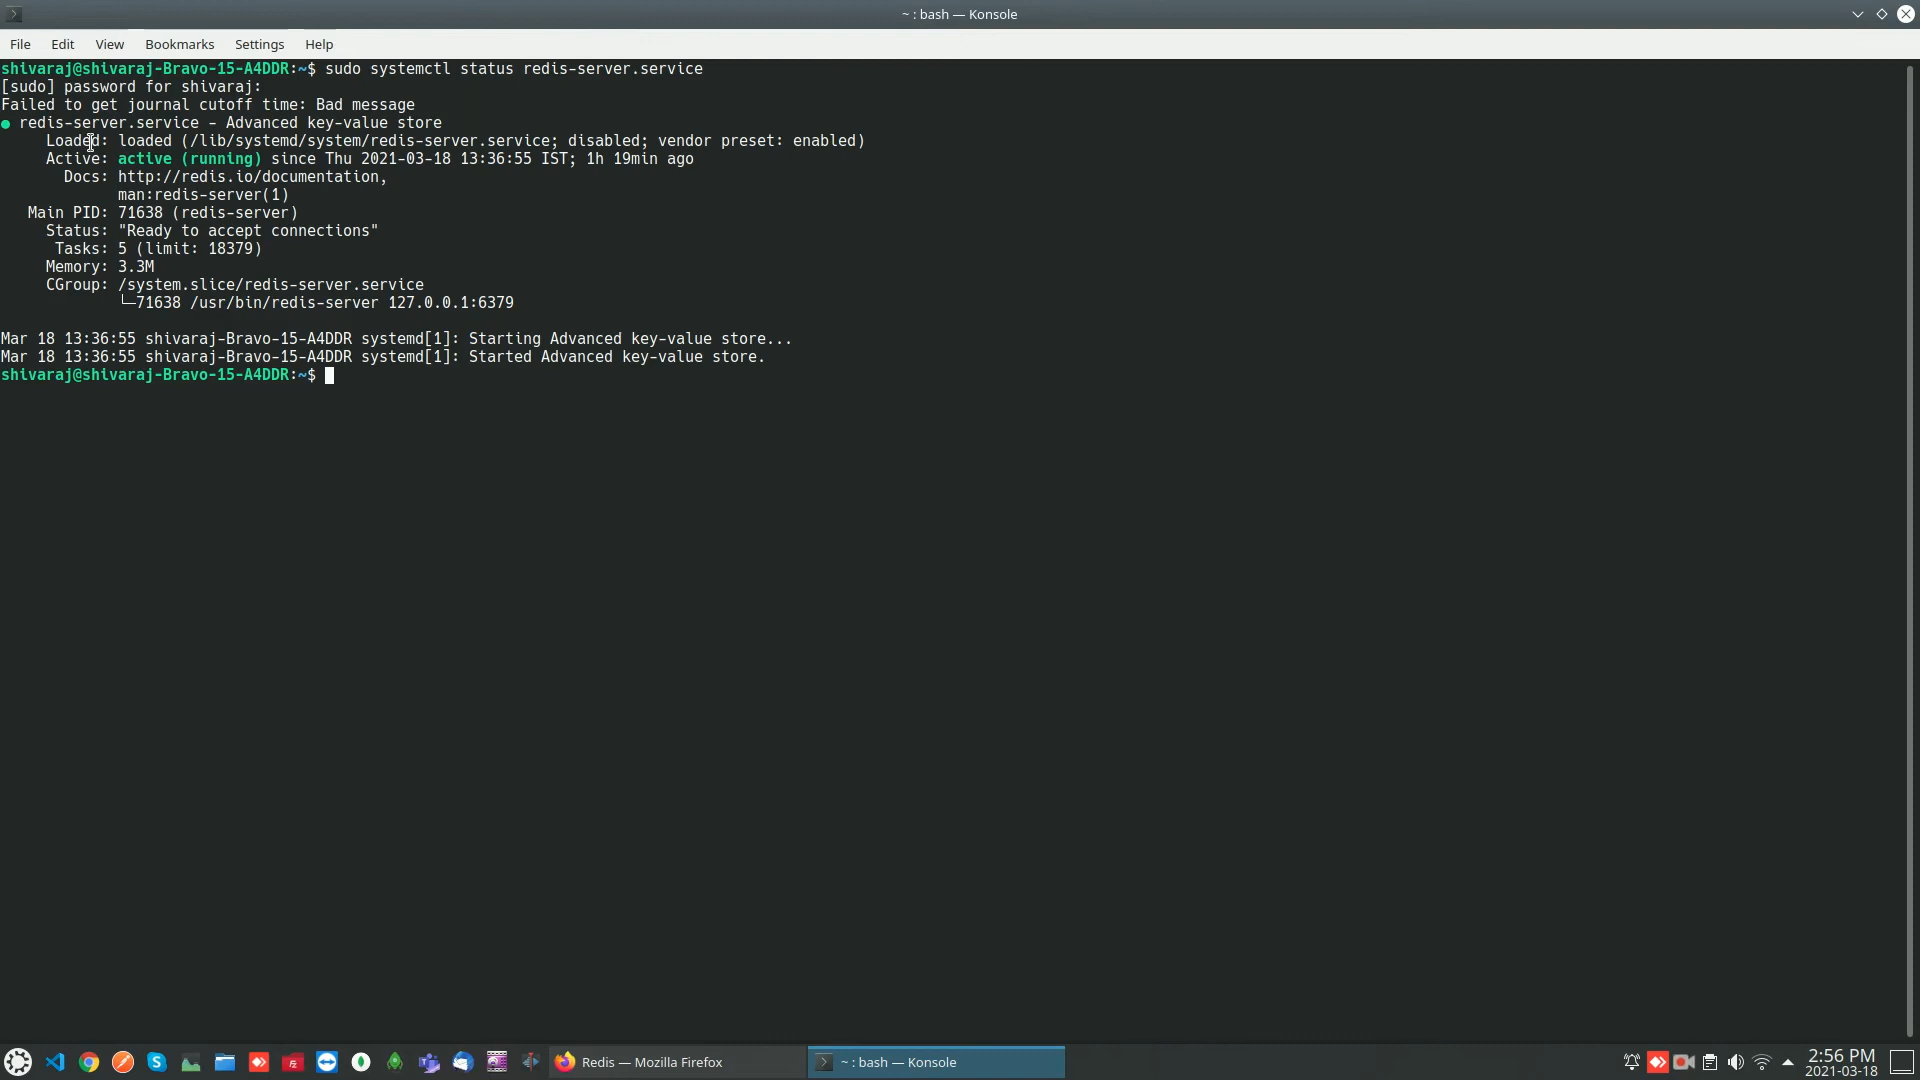 ~ : bash — Konsole
File Edit View Bookmarks Settings Help
shivaraj@shivaraj-Bravo-15-A4DDR:~$ sudo systemctl status redis-server.service
[sudo] password for shivaraj:
Failed to get journal cutoff time: Bad message
● redis-server.service - Advanced key-value store
Loaded: loaded (/lib/systemd/system/redis-server.service; disabled; vendor preset: enabled)
Active: active (running) since Thu 2021-03-18 13:36:55 IST; 1h 19min ago
Docs: http://redis.io/documentation,
man:redis-server(1)
Main PID: 71638 (redis-server)
Status: "Ready to accept connections"
Tasks: 5 (limit: 18379)
Memory: 3.3M
CGroup: /system.slice/redis-server.service
└─71638 /usr/bin/redis-server 127.0.0.1:6379
Mar 18 13:36:55 shivaraj-Bravo-15-A4DDR systemd[1]: Starting Advanced key-value store...
Mar 18 13:36:55 shivaraj-Bravo-15-A4DDR systemd[1]: Started Advanced key-value store.
shivaraj@shivaraj-Bravo-15-A4DDR:~$
Redis — Mozilla Firefox
~ : bash — Konsole
2:56 PM
2021-03-18